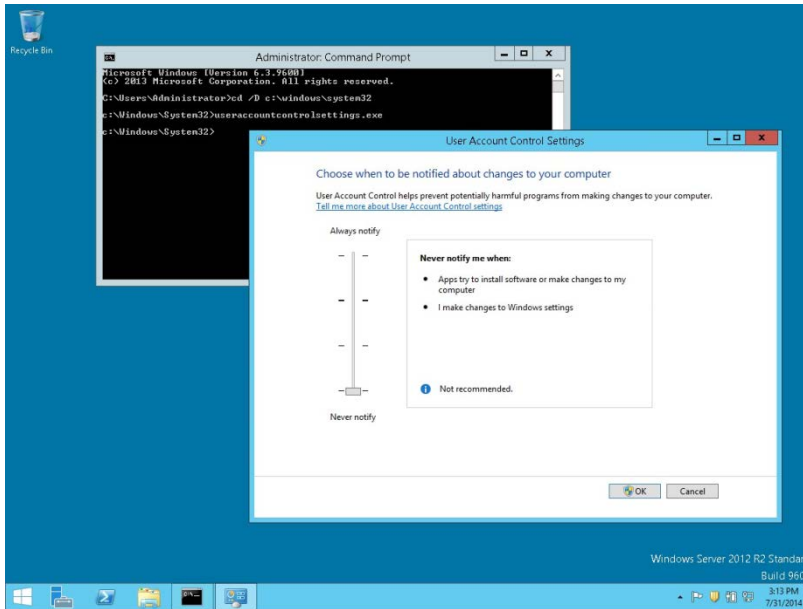 Recycle Bin
Administrator: Command Prompt
Microsoft Windows [Version 6.3.9600]
(c) 2013 Microsoft Corporation. All rights reserved.
C:\Users\Administrator>cd /D c:\windows\system32
c:\Windows\System32>useraccountcontrolsettings.exe
c:\Windows\System32>
User Account Control Settings
Choose when to be notified about changes to your computer
User Account Control helps prevent potentially harmful programs from making changes to your computer.
Tell me more about User Account Control settings
Always notify
Never notify me when:
• Apps try to install software or make changes to my
computer
• I make changes to Windows settings
Not recommended.
Never notify
OK
Cancel
Windows Server 2012 R2 Standar
Build 960
3:13 PM
7/31/2014